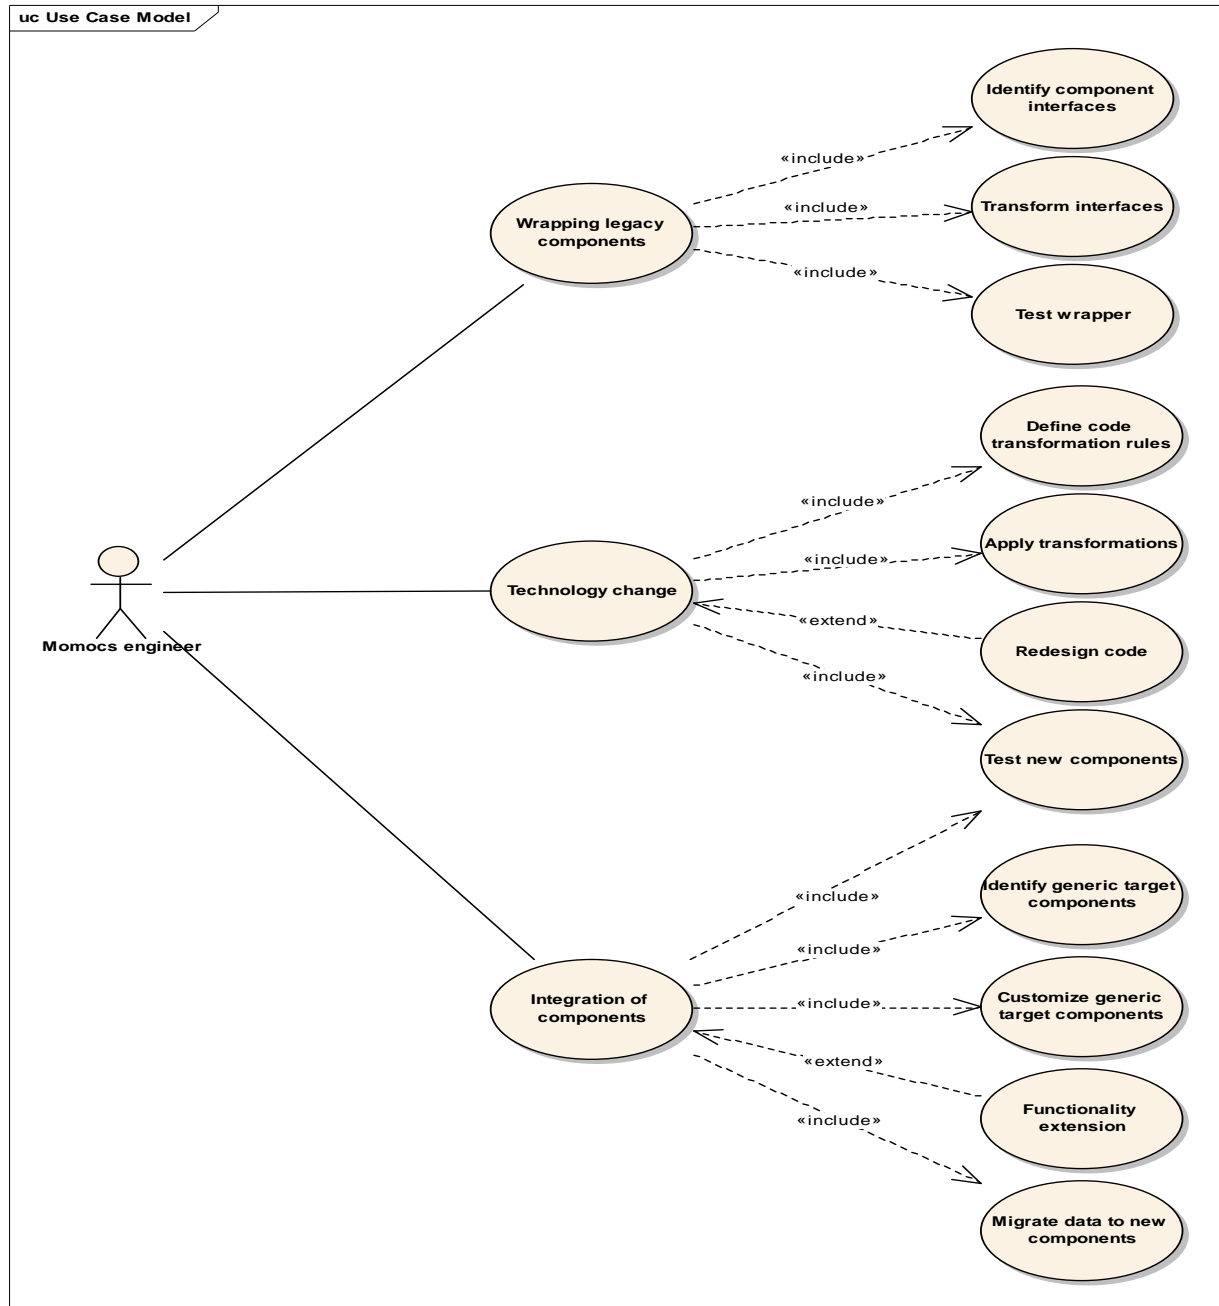 uc Use Case Model
Identify component
interfaces
«include»
Wrapping legacy
components
«include»
Transform interfaces
«include»
Test wrapper
Define code
transformation rules
«include»
Technology change
«include»
Apply transformations
«extend»
Redesign code
«include»
Test new components
Momocs engineer
«include»
Identify generic target
components
«include»
Integration of
components
«include»
Customize generic
target components
«extend»
Functionality
extension
«include»
Migrate data to new
components